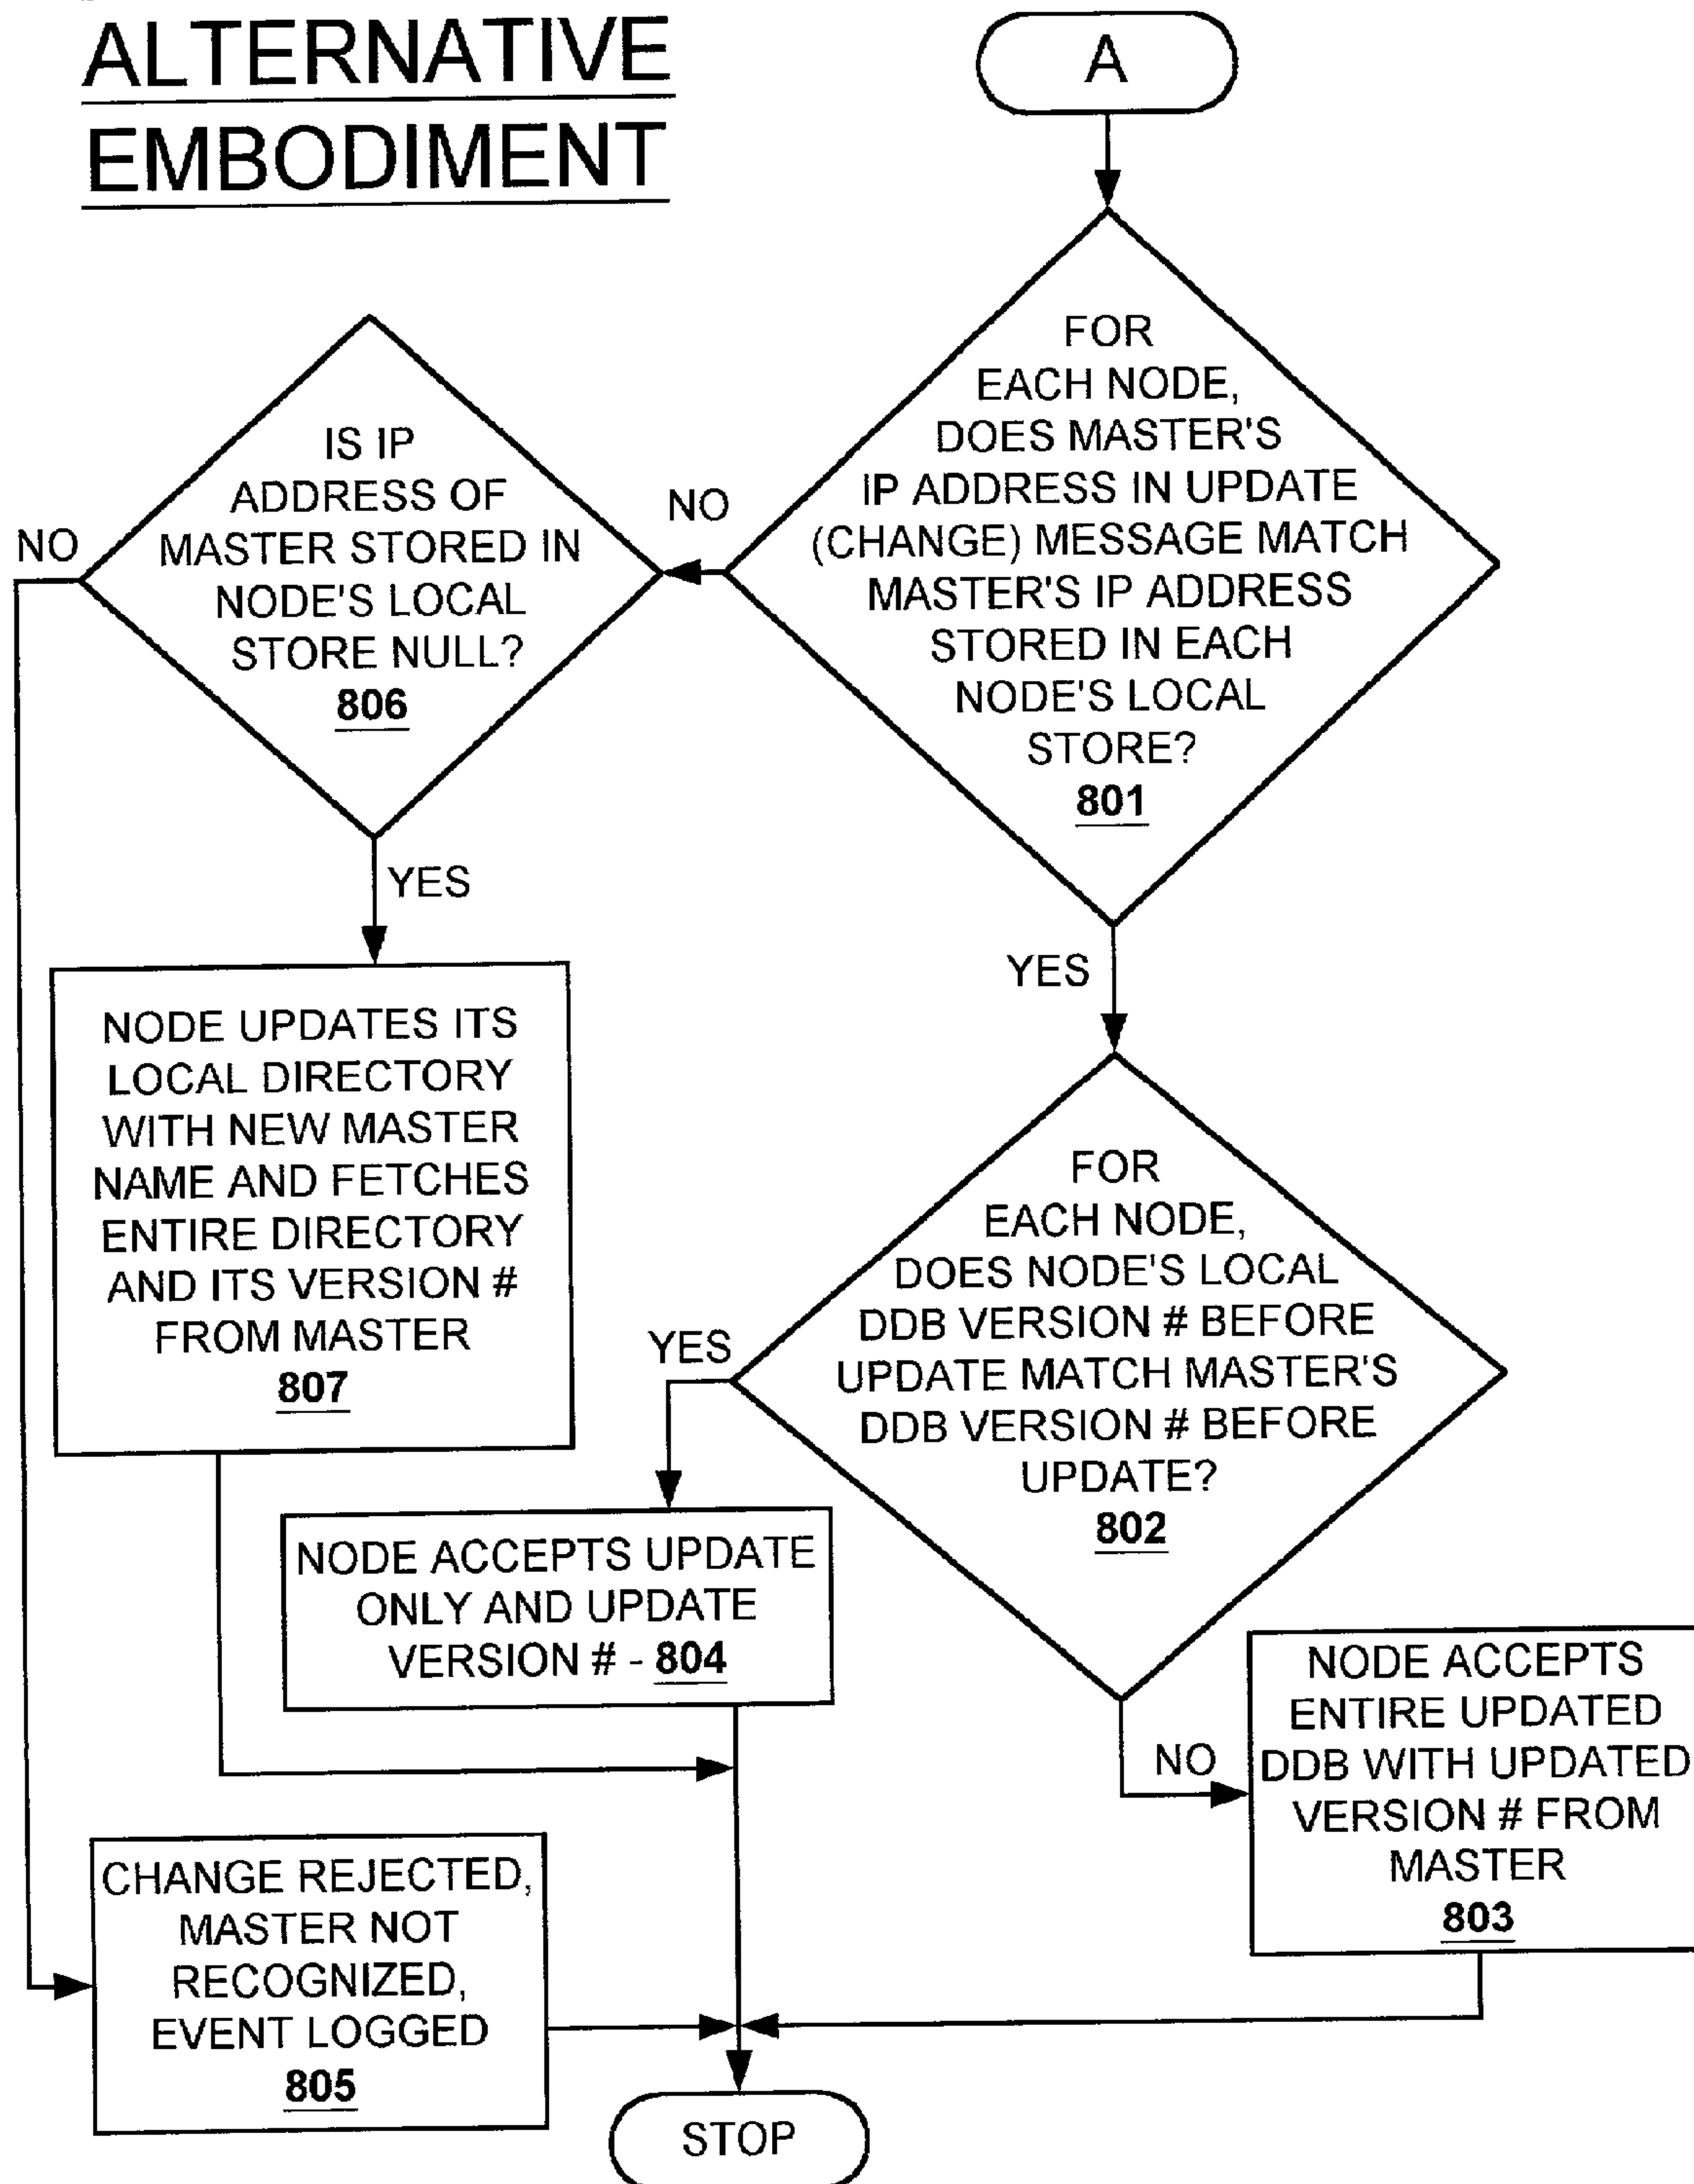 ALTERNATIVE
EMBODIMENT
A
FOR
EACH NODE,
DOES MASTER'S
IP ADDRESS IN UPDATE
(CHANGE) MESSAGE MATCH
MASTER'S IP ADDRESS
STORED IN EACH
NODE'S LOCAL
STORE?
801
NO
IS IP
ADDRESS OF
MASTER STORED IN
NODE'S LOCAL
STORE NULL?
806
NO
YES
NODE UPDATES ITS
LOCAL DIRECTORY
WITH NEW MASTER
NAME AND FETCHES
ENTIRE DIRECTORY
AND ITS VERSION #
FROM MASTER
807
YES
FOR
EACH NODE,
DOES NODE'S LOCAL
DDB VERSION # BEFORE
UPDATE MATCH MASTER'S
DDB VERSION # BEFORE
UPDATE?
802
YES
NODE ACCEPTS UPDATE
ONLY AND UPDATE
VERSION # - 804
NO
NODE ACCEPTS
ENTIRE UPDATED
DDB WITH UPDATED
VERSION # FROM
MASTER
803
CHANGE REJECTED,
MASTER NOT
RECOGNIZED,
EVENT LOGGED
805
STOP